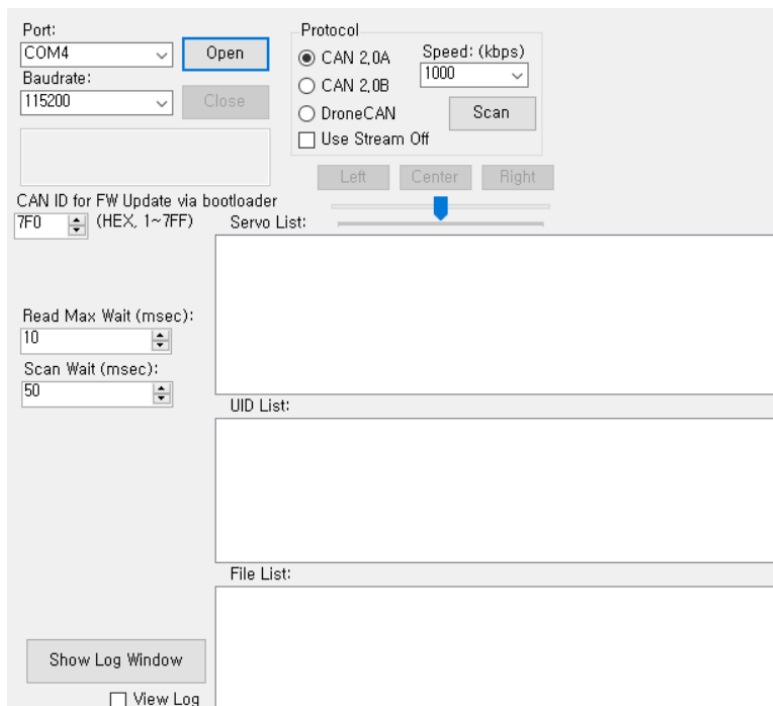 Port:
COM4
Open
Baudrate:
115200
Close
Protocol
CAN 2.0A
CAN 2.0B
DroneCAN
Use Stream Off
Speed: (kbps)
1000
Scan
Left
Center
Right
CAN ID for FW Update via bootloader
7F0
(HEX, 1~7FF)
Servo List:
Read Max Wait (msec):
10
Scan Wait (msec):
50
UID List:
File List:
Show Log Window
View Log